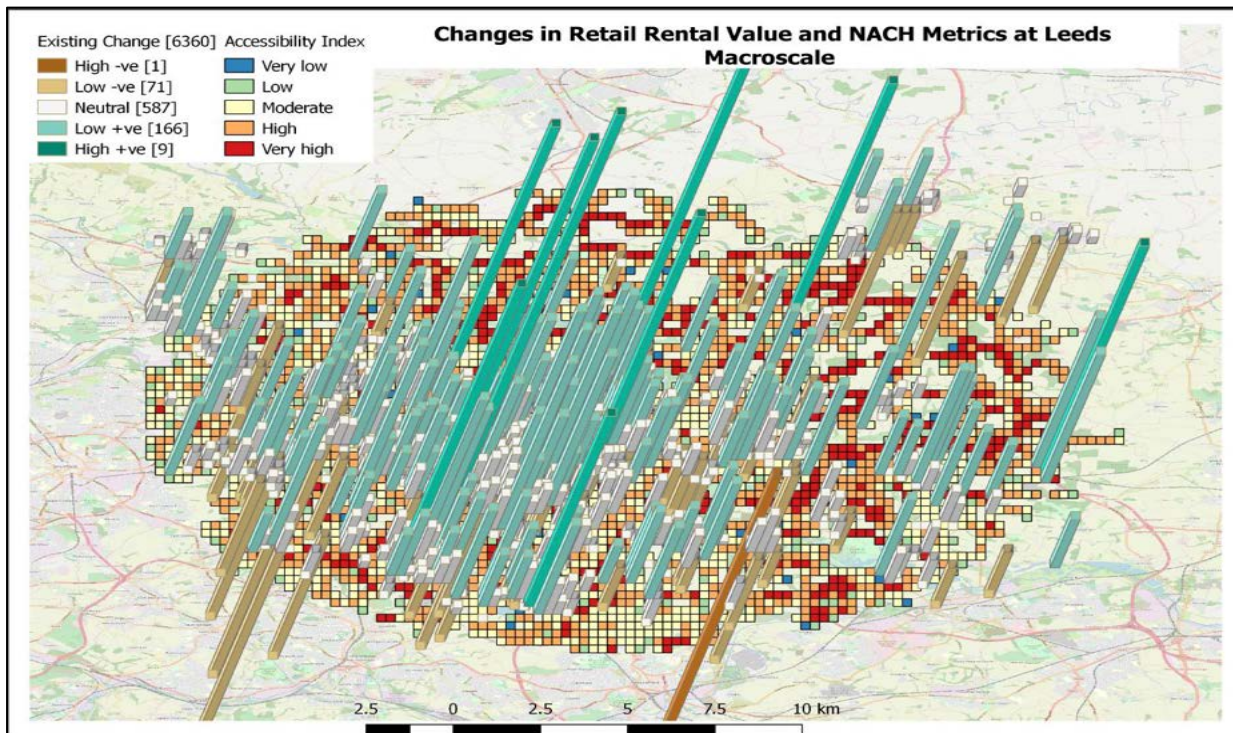 Changes in Retail Rental Value and NACH Metrics at Leeds
Macroscale
Existing Change [6360]
High -ve [1]
Low -ve [71]
Neutral [587]
Low +ve [166]
High +ve [9]
Accessibility Index
Very low
Low
Moderate
High
Very high
2.5 0 2.5 5 7.5 10 km